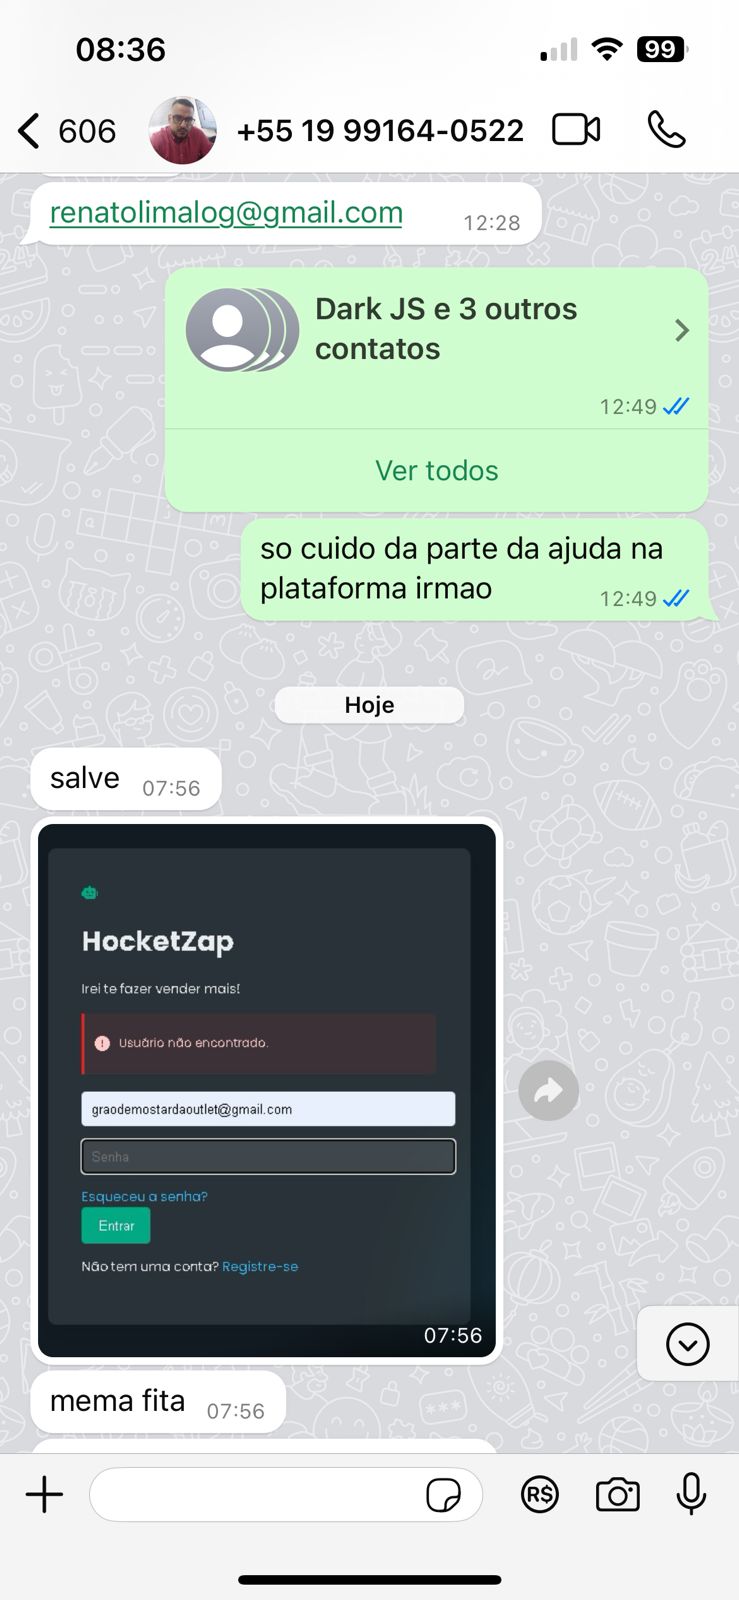 08:36
99
606
+55 19 99164-0522
renatolimalog@gmail.com
12:28
Dark JS e 3 outros
contatos
12:49
Ver todos
so cuido da parte da ajuda na
plataforma irmao
12:49
Hoje
salve
07:56
HocketZap
Irei te fazer vender mais!
Usuário não encontrado.
graodemostardaoutlet@gmail.com
Senha
Esqueceu a senha?
Entrar
Não tem uma conta? Registre-se
07:56
mema fita
07:56
R$